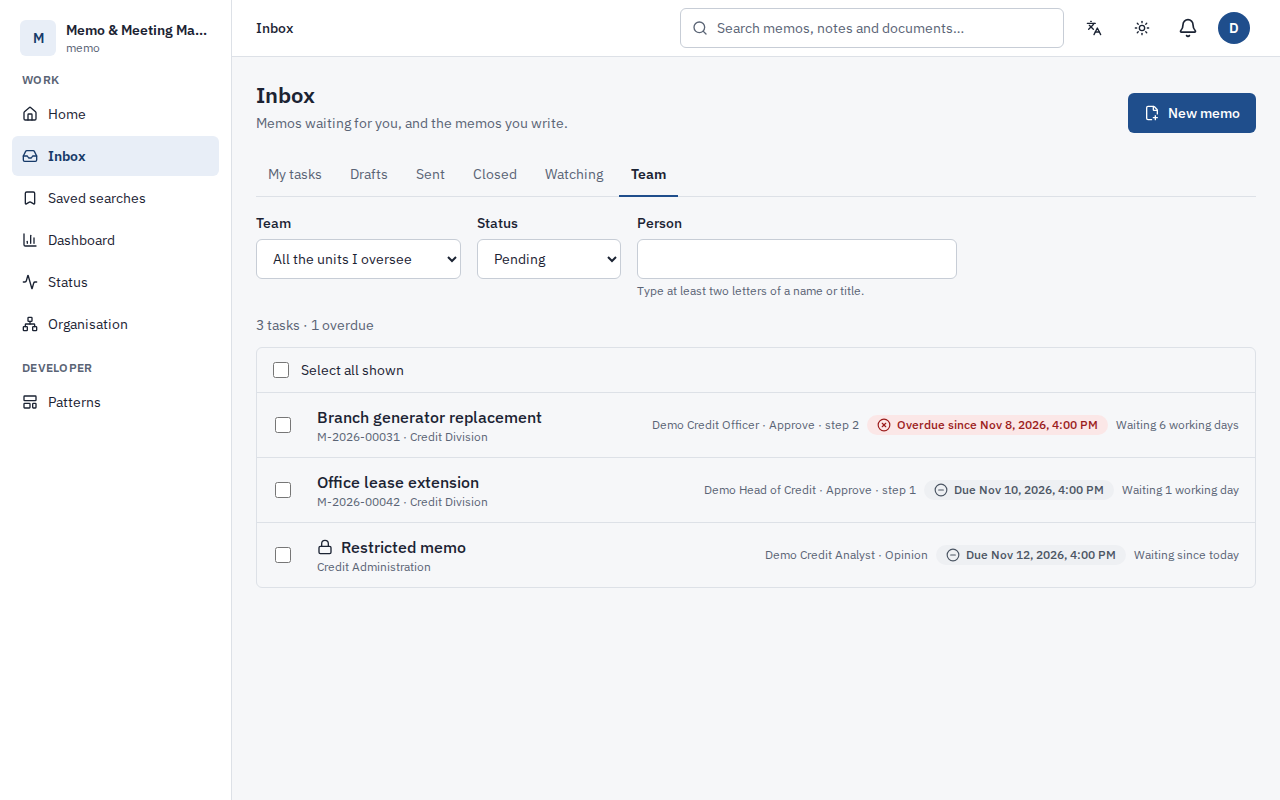 M
Memo & Meeting Ma...
memo
WORK
Home
Inbox
Saved searches
Dashboard
Status
Organisation
DEVELOPER
Patterns
Inbox
Search memos, notes and documents...
D
Inbox
Memos waiting for you, and the memos you write.
New memo
My tasks
Drafts
Sent
Closed
Watching
Team
Team
Status
Person
All the units I oversee
Pending
Type at least two letters of a name or title.
3 tasks · 1 overdue
Select all shown
Branch generator replacement
M-2026-00031 · Credit Division
Demo Credit Officer · Approve · step 2
Overdue since Nov 8, 2026, 4:00 PM
Waiting 6 working days
Office lease extension
M-2026-00042 · Credit Division
Demo Head of Credit · Approve · step 1
Due Nov 10, 2026, 4:00 PM
Waiting 1 working day
Restricted memo
Credit Administration
Demo Credit Analyst · Opinion
Due Nov 12, 2026, 4:00 PM
Waiting since today